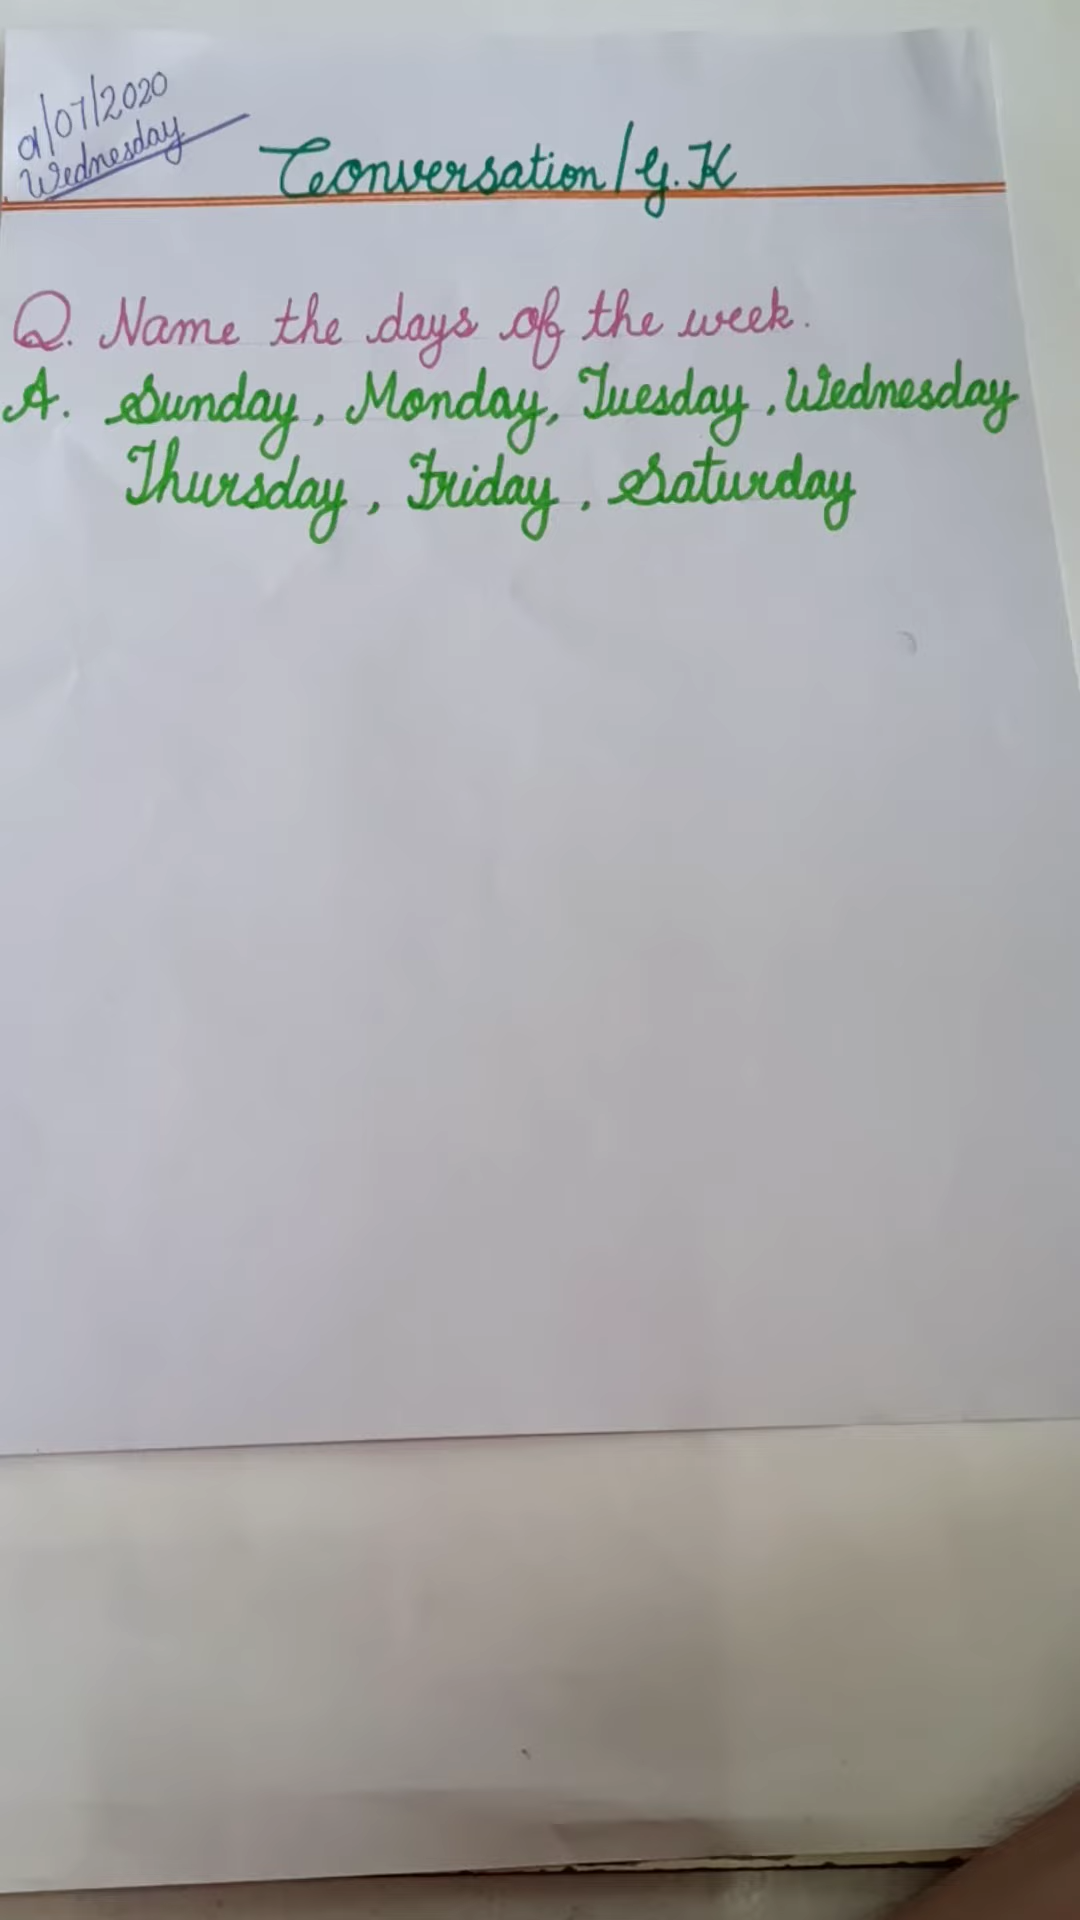 01/07/2020
Wednesday
Conversation/G.K
Q. Name the days of the week.
A. Sunday, Monday, Tuesday, Wednesday
Thursday, Friday, Saturday